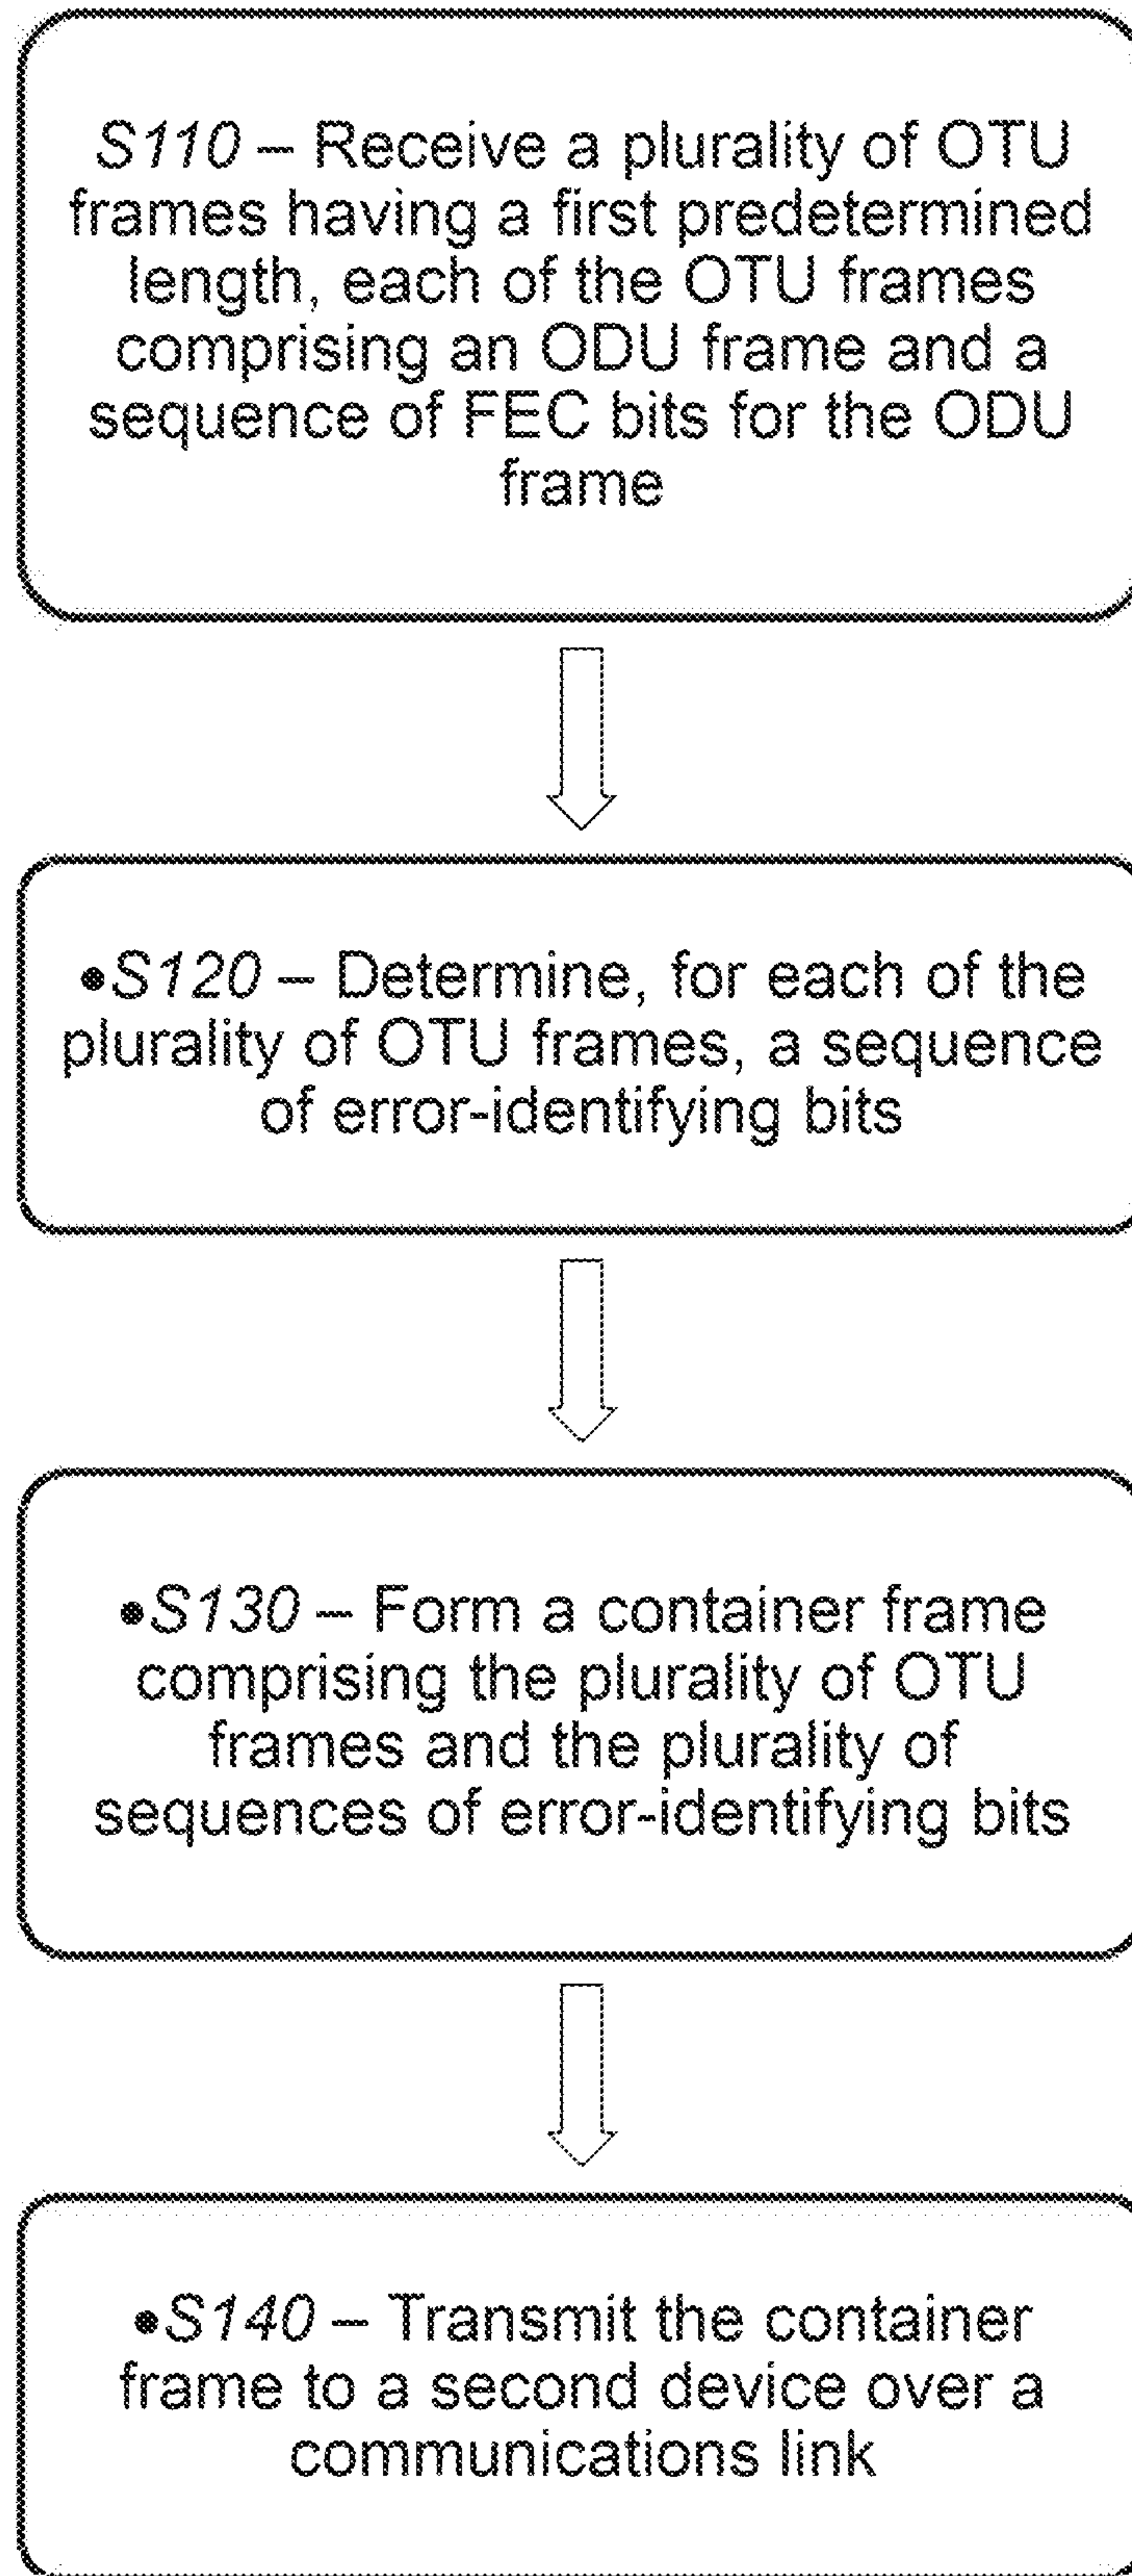 S110 – Receive a plurality of OTU
frames having a first predetermined
length, each of the OTU frames
comprising an ODU frame and a
sequence of FEC bits for the ODU
frame
•S120 – Determine, for each of the
plurality of OTU frames, a sequence
of error-identifying bits
•S130 – Form a container frame
comprising the plurality of OTU
frames and the plurality of
sequences of error-identifying bits
•S140 – Transmit the container
frame to a second device over a
communications link